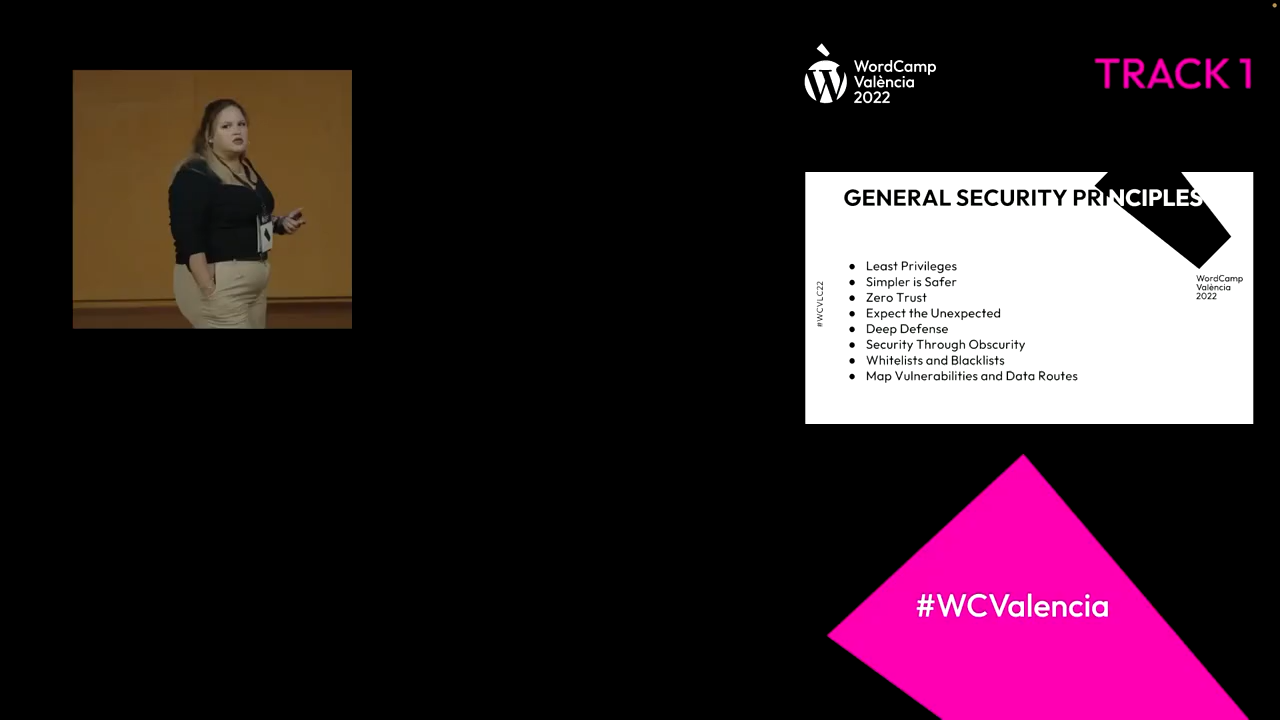 WordCamp
València
2022
TRACK 1
GENERAL SECURITY PRINCIPLES
● Least Privileges
● Simpler is Safer
● Zero Trust
● Expect the Unexpected
● Deep Defense
● Security Through Obscurity
● Whitelists and Blacklists
● Map Vulnerabilities and Data Routes
#WCVLC22
WordCamp
València
2022
#WCValencia